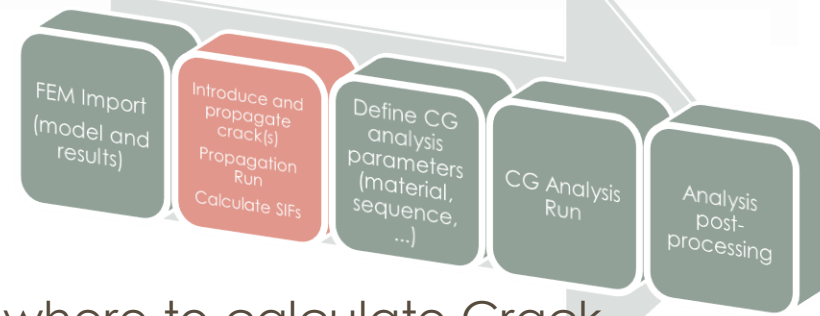 FEM Import
(model and
results)
Introduce and
propagate
crack(s)
Propagation
Run
Calculate SIFs
Define CG
analysis
parameters
(material,
sequence,
...)
CG Analysis
Run
Analysis
post-
processing
where to calculate Crack